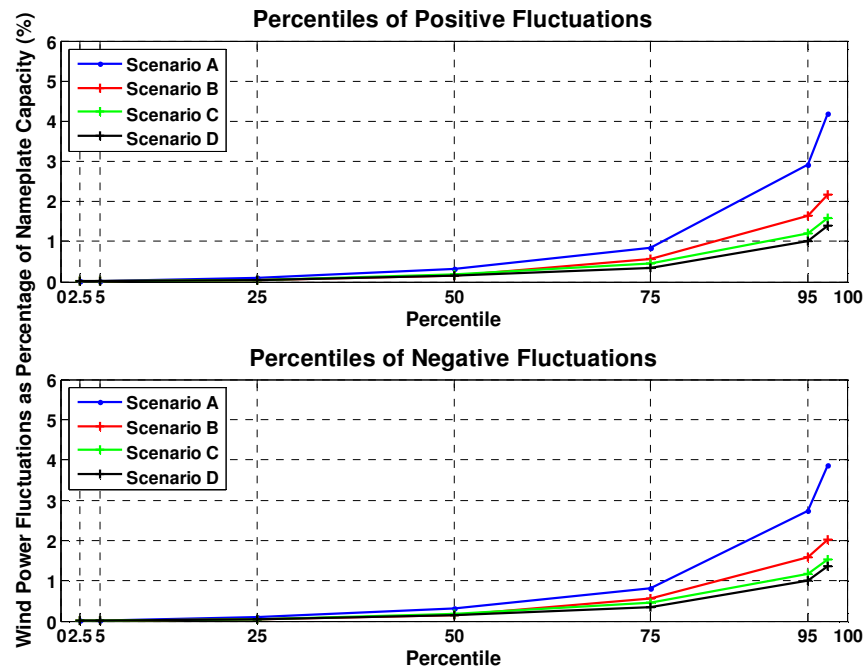 Wind Power Fluctuations as Percentage of Nameplate Capacity (%)
Percentiles of Positive Fluctuations
6
5
4
3
2
1
0
Scenario A
Scenario B
Scenario C
Scenario D
0 2.5 5 25 50 75 95 100
Percentile
Percentiles of Negative Fluctuations
6
5
4
3
2
1
0
Scenario A
Scenario B
Scenario C
Scenario D
0 2.5 5 25 50 75 95 100
Percentile